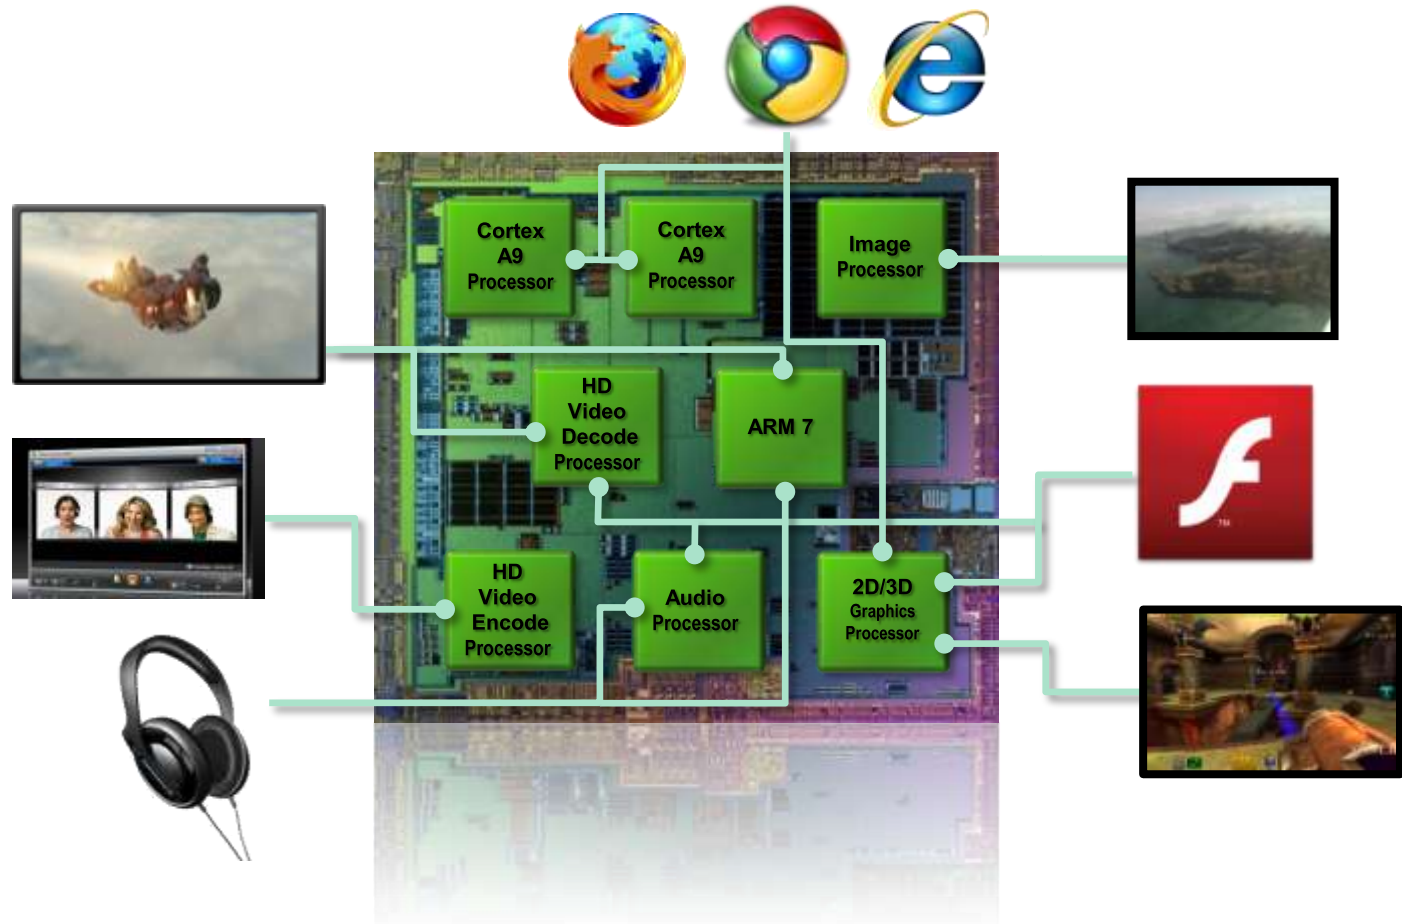 Cortex
A9
Processor
Cortex
A9
Processor
Image
Processor
HD
Video
Decode
Processor
ARM 7
HD
Video
Encode
Processor
Audio
Processor
2D/3D
Graphics
Processor
TM